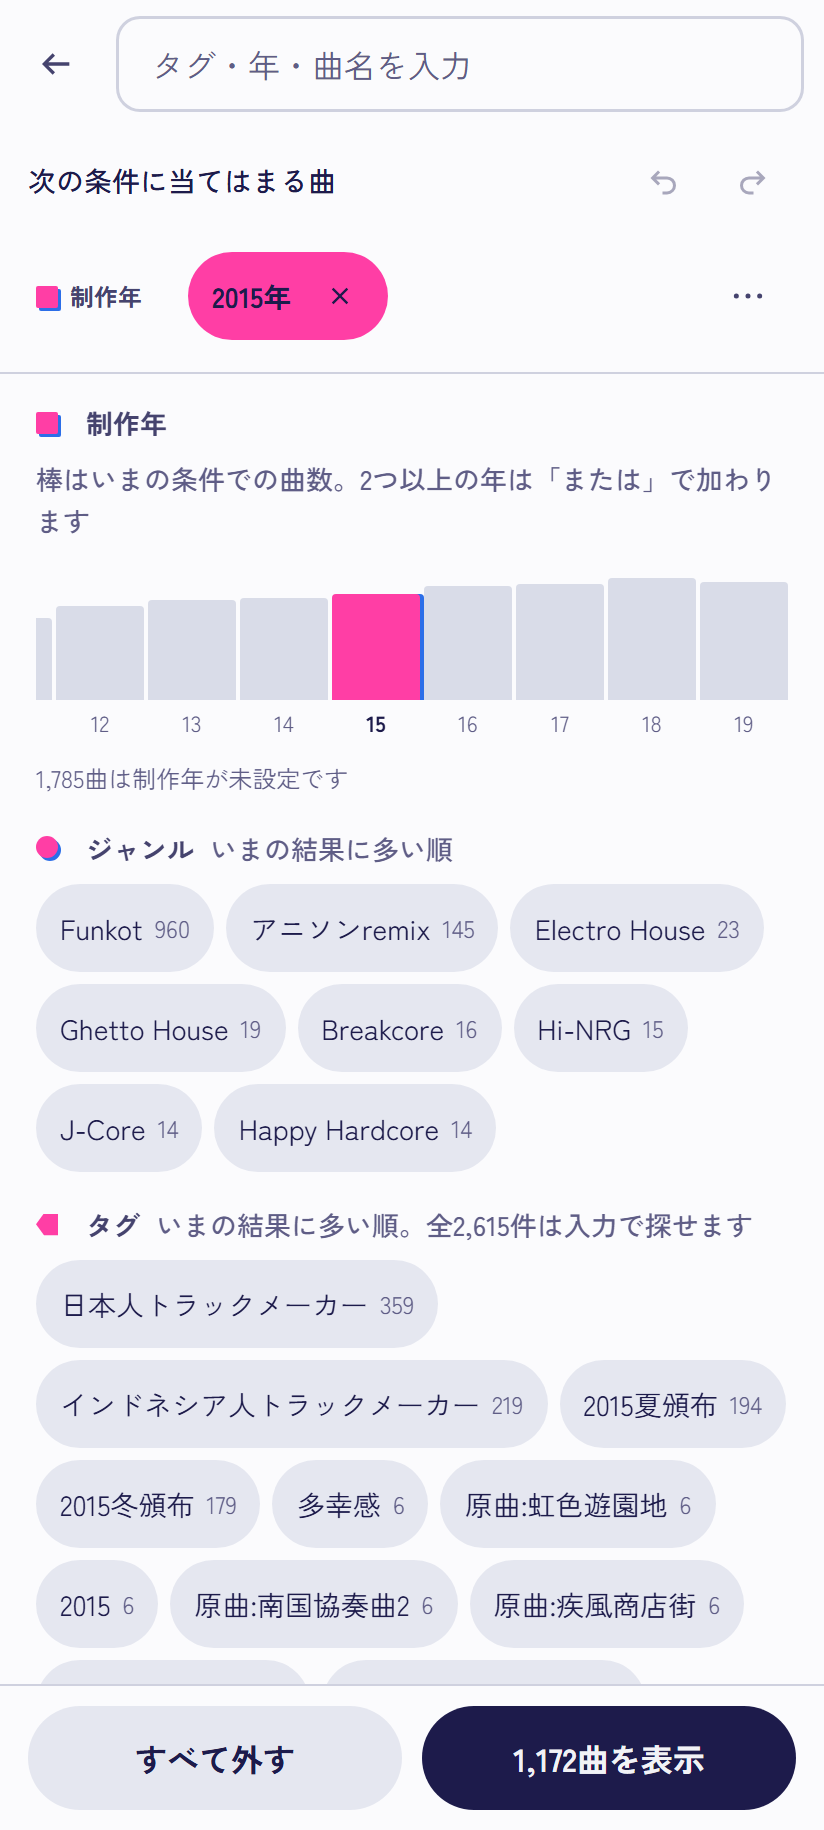 タグ・年・曲名を入力
次の条件に当てはまる曲
制作年 2015年 ×
制作年
棒はいまの条件での曲数。2つ以上の年は「または」で加わり
ます
12 13 14 15 16 17 18 19
1,785曲は制作年が未設定です
ジャンル いまの結果に多い順
Funkot 960 アニソンremix 145 Electro House 23
Ghetto House 19 Breakcore 16 Hi-NRG 15
J-Core 14 Happy Hardcore 14
タグ いまの結果に多い順。全2,615件は入力で探せます
日本人トラックメーカー 359
インドネシア人トラックメーカー 219 2015夏頒布 194
2015冬頒布 179 多幸感 6 原曲:虹色遊園地 6
2015 6 原曲:南国協奏曲2 6 原曲:疾風商店街 6
すべて外す 1,172曲を表示